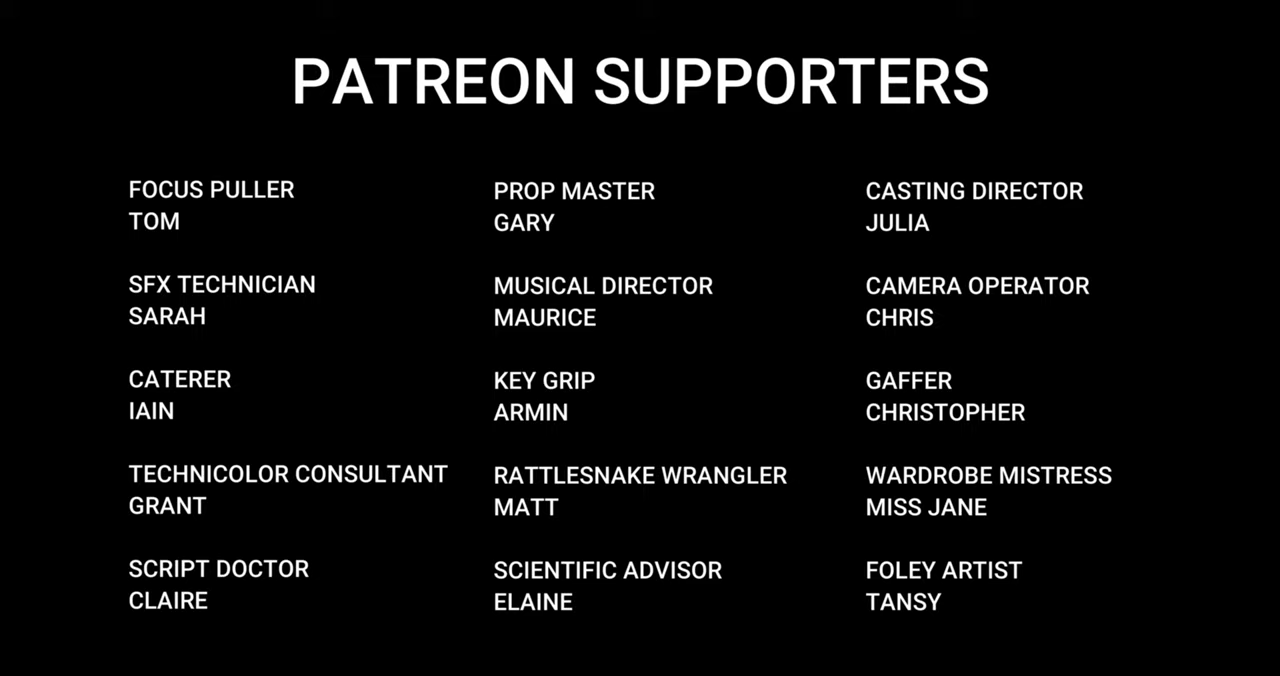 PATREON SUPPORTERS
FOCUS PULLER
TOM
SFX TECHNICIAN
SARAH
CATERER
IAIN
TECHNICOLOR CONSULTANT
GRANT
SCRIPT DOCTOR
CLAIRE
PROP MASTER
GARY
MUSICAL DIRECTOR
MAURICE
KEY GRIP
ARMIN
RATTLESNAKE WRANGLER
MATT
SCIENTIFIC ADVISOR
ELAINE
CASTING DIRECTOR
JULIA
CAMERA OPERATOR
CHRIS
GAFFER
CHRISTOPHER
WARDROBE MISTRESS
MISS JANE
FOLEY ARTIST
TANSY